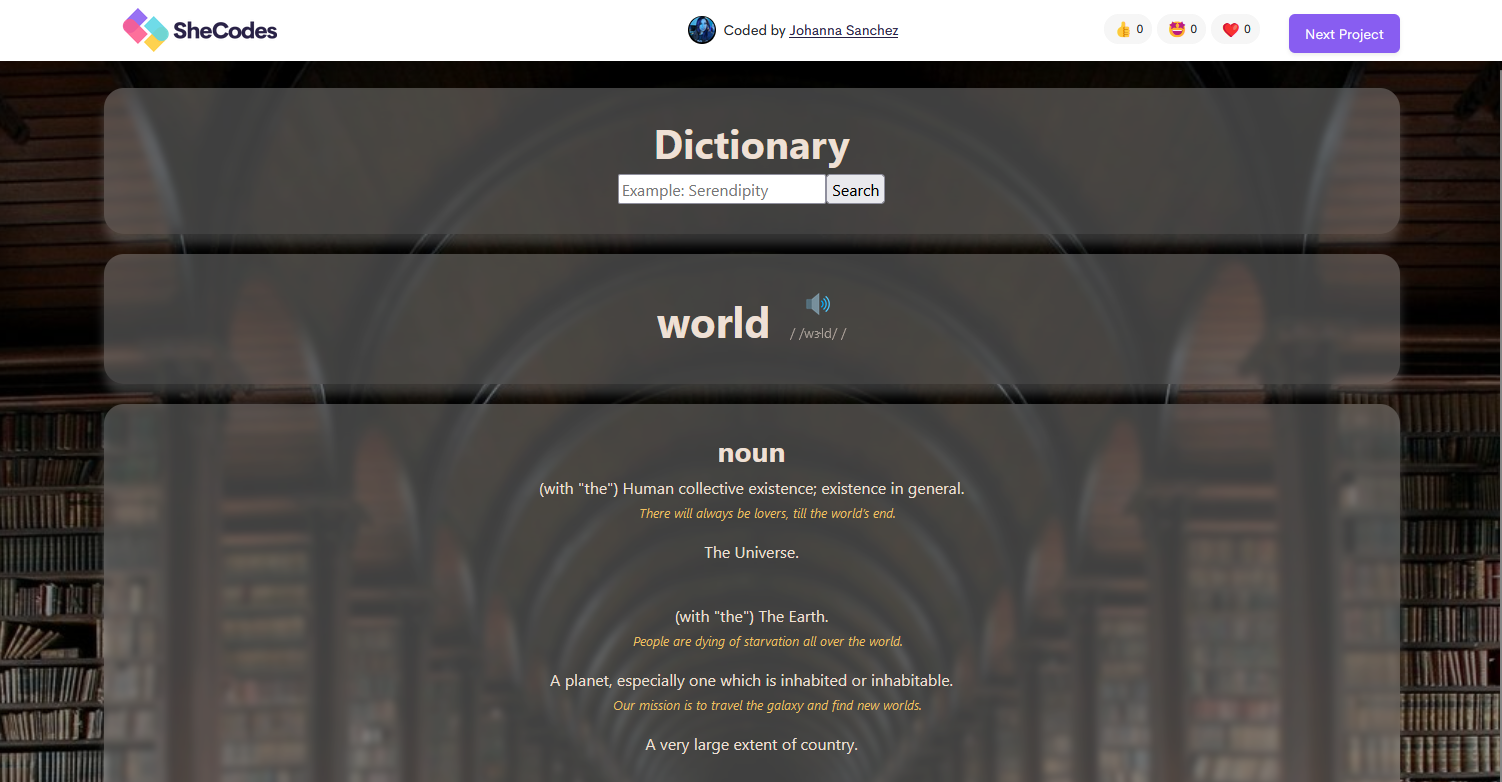 SheCodes
Coded by Johanna Sanchez
👍 0 🤩 0 ❤️ 0
Next Project
Dictionary
Example: Serendipity
Search
world 🔊
/ /wɝld/ /
noun
(with "the") Human collective existence; existence in general.
There will always be lovers, till the world's end.
The Universe.
(with "the") The Earth.
People are dying of starvation all over the world.
A planet, especially one which is inhabited or inhabitable.
Our mission is to travel the galaxy and find new worlds.
A very large extent of country.